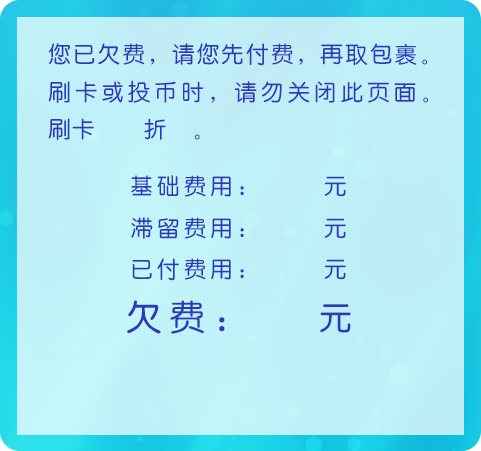 您已欠费，请您先付费，再取包裹。
刷卡或投币时，请勿关闭此页面。
刷卡 折 。
基础费用： 元
滞留费用： 元
已付费用： 元
欠费： 元